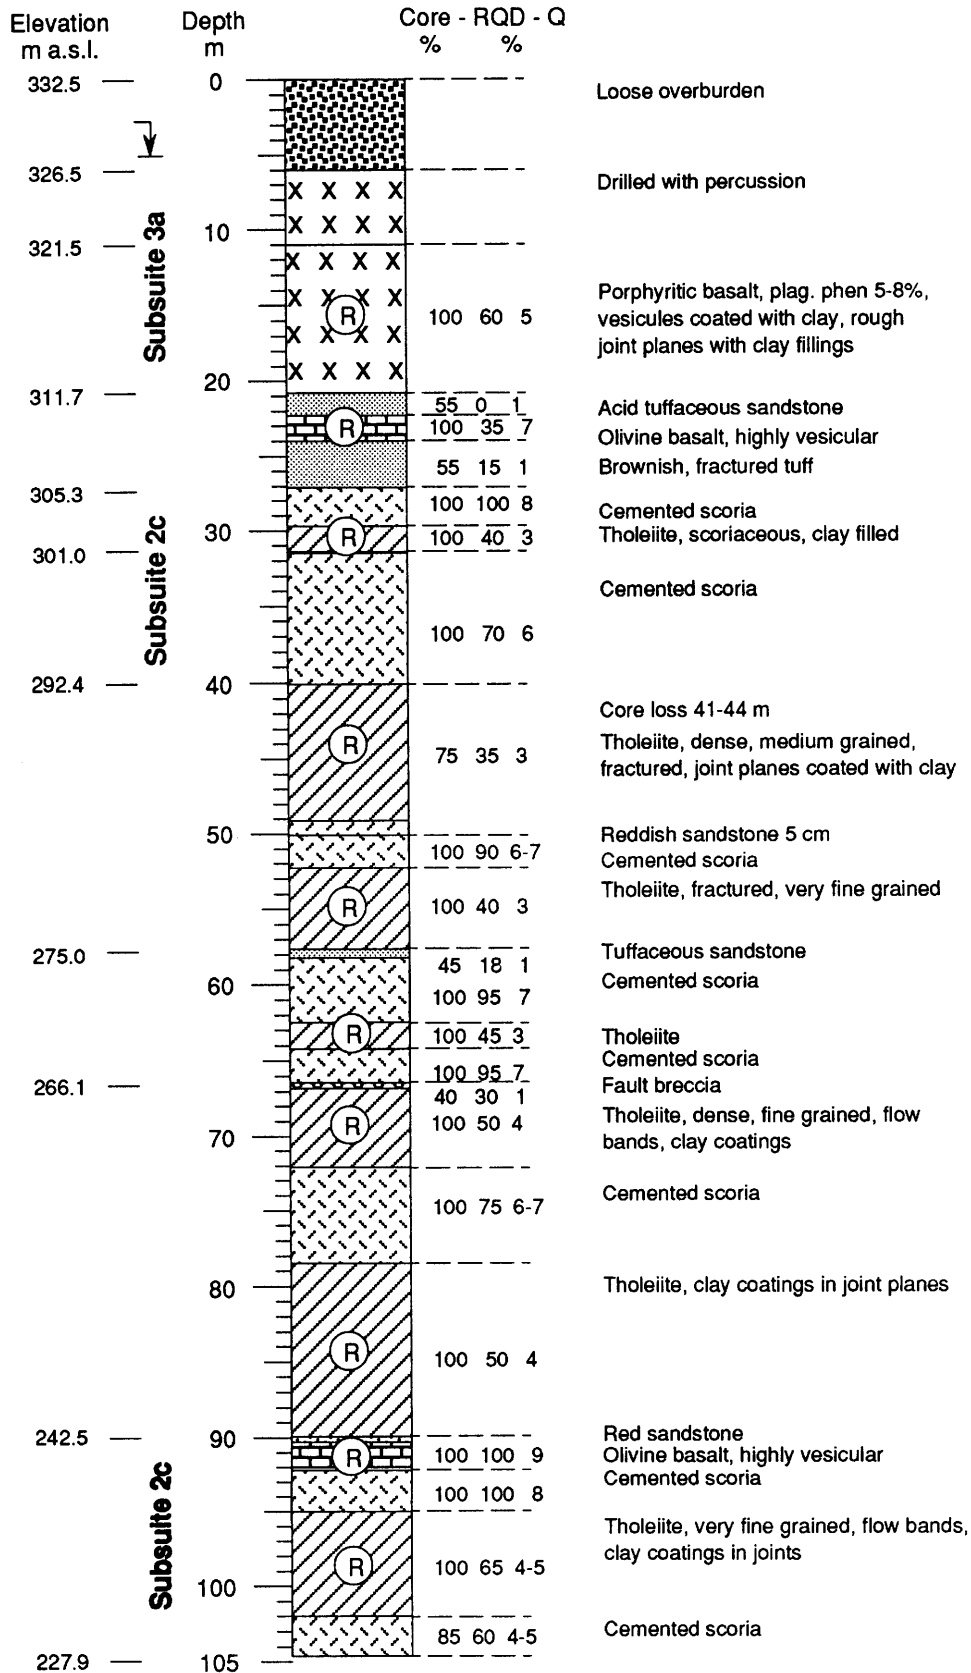 Elevation Depth Core - RQD - Q
m a.s.l. m % %
332.5 0
Loose overburden
326.5
Drilled with percussion
Subsuite 3a
10
321.5
Porphyritic basalt, plag. phen 5-8%,
R 100 60 5 vesicules coated with clay, rough
joint planes with clay fillings
20
311.7
55 0 1 Acid tuffaceous sandstone
R 100 35 7 Olivine basalt, highly vesicular
55 15 1 Brownish, fractured tuff
305.3
100 100 8 Cemented scoria
30 R 100 40 3 Tholeiite, scoriaceous, clay filled
301.0
Subsuite 2c
Cemented scoria
100 70 6
292.4 40
Core loss 41-44 m
R 75 35 3 Tholeiite, dense, medium grained,
fractured, joint planes coated with clay
50 Reddish sandstone 5 cm
100 90 6-7 Cemented scoria
Tholeiite, fractured, very fine grained
R 100 40 3
275.0 Tuffaceous sandstone
45 18 1 Cemented scoria
60 100 95 7
R 100 45 3 Tholeiite
Cemented scoria
100 95 7
266.1 Fault breccia
40 30 1
R 100 50 4 Tholeiite, dense, fine grained, flow
70 bands, clay coatings
Cemented scoria
100 75 6-7
80 Tholeiite, clay coatings in joint planes
R 100 50 4
242.5 90 Red sandstone
R 100 100 9 Olivine basalt, highly vesicular
Cemented scoria
100 100 8
Subsuite 2c
Tholeiite, very fine grained, flow bands,
clay coatings in joints
R 100 65 4-5
100
Cemented scoria
85 60 4-5
227.9 105